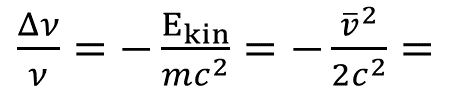 Δν/ν = − E_kin/mc² = − v̄²/2c² =